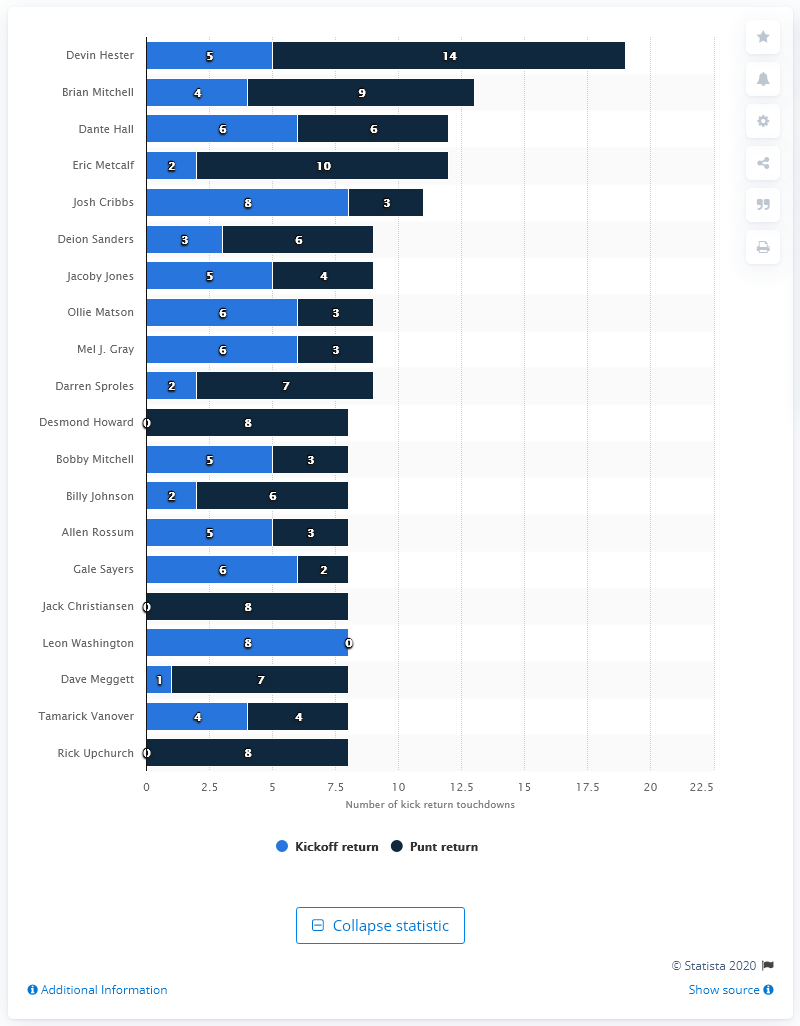 Devin Hester 5 14
Brian Mitchell 4 9
Dante Hall 6 6
Eric Metcalf 2 10
Josh Cribbs 8 3
Deion Sanders 3 6
Jacoby Jones 5 4
Ollie Matson 6 3
Mel J. Gray 6 3
Darren Sproles 2 7
Desmond Howard 0 8
Bobby Mitchell 5 3
Billy Johnson 2 6
Allen Rossum 5 3
Gale Sayers 6 2
Jack Christiansen 0 8
Leon Washington 8 0
Dave Meggett 1 7
Tamarick Vanover 4 4
Rick Upchurch 0 8
0 2.5 5 7.5 10 12.5 15 17.5 20 22.5
Number of kick return touchdowns
Kickoff return Punt return
Collapse statistic
© Statista 2020
Additional Information Show source